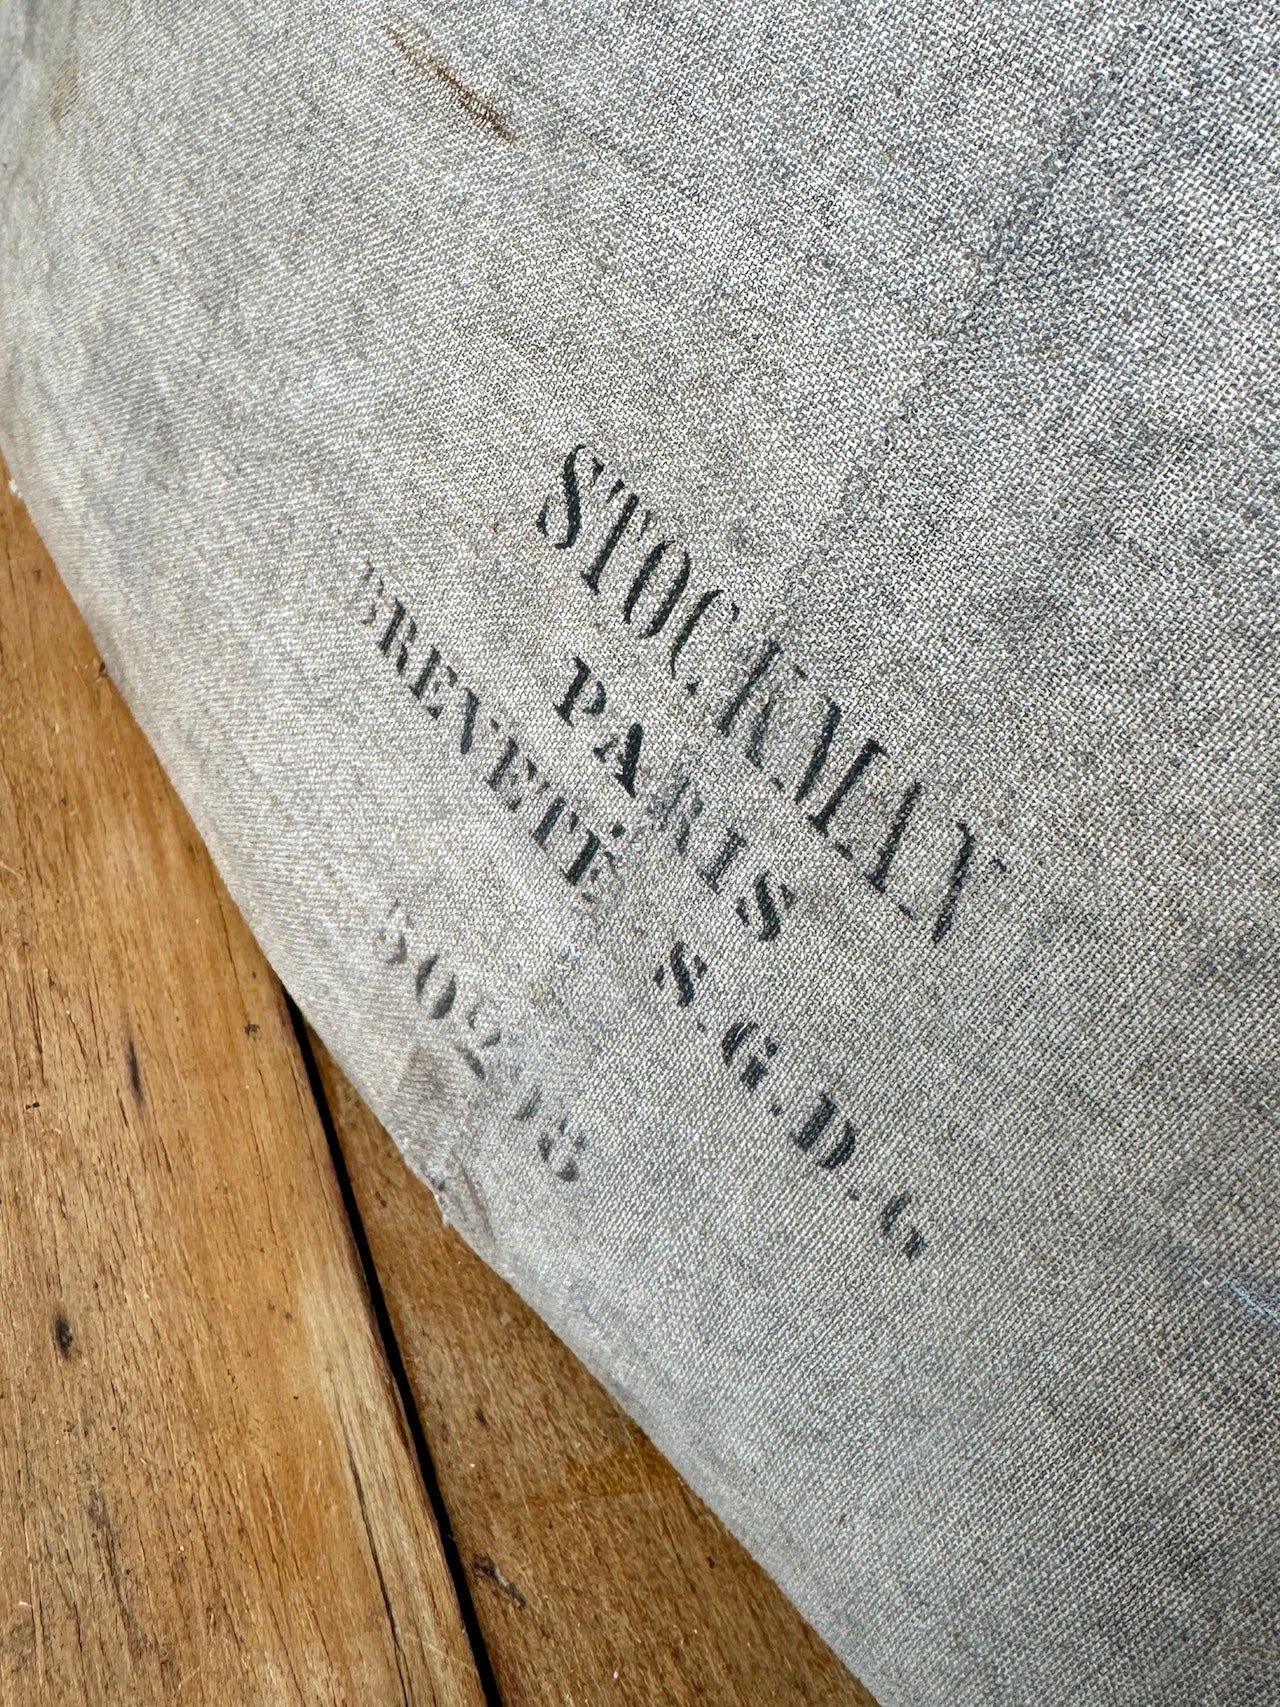 STOCKMAN
PARIS
BREVETÉ S.G.D.G